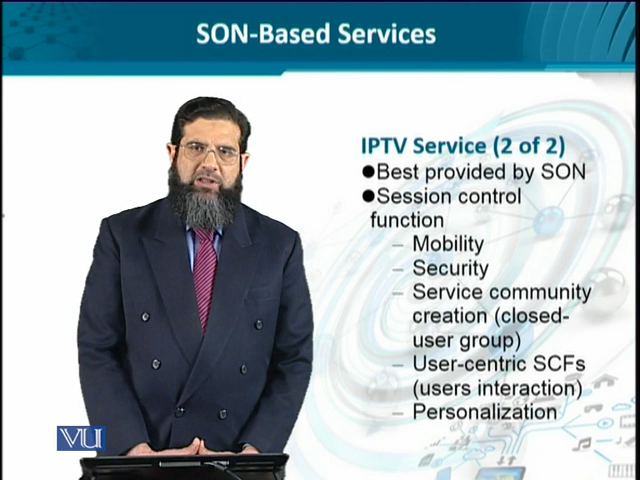 SON-Based Services
IPTV Service (2 of 2)
●Best provided by SON
●Session control
function
– Mobility
– Security
– Service community
creation (closed-
user group)
– User-centric SCFs
(users interaction)
– Personalization
VU